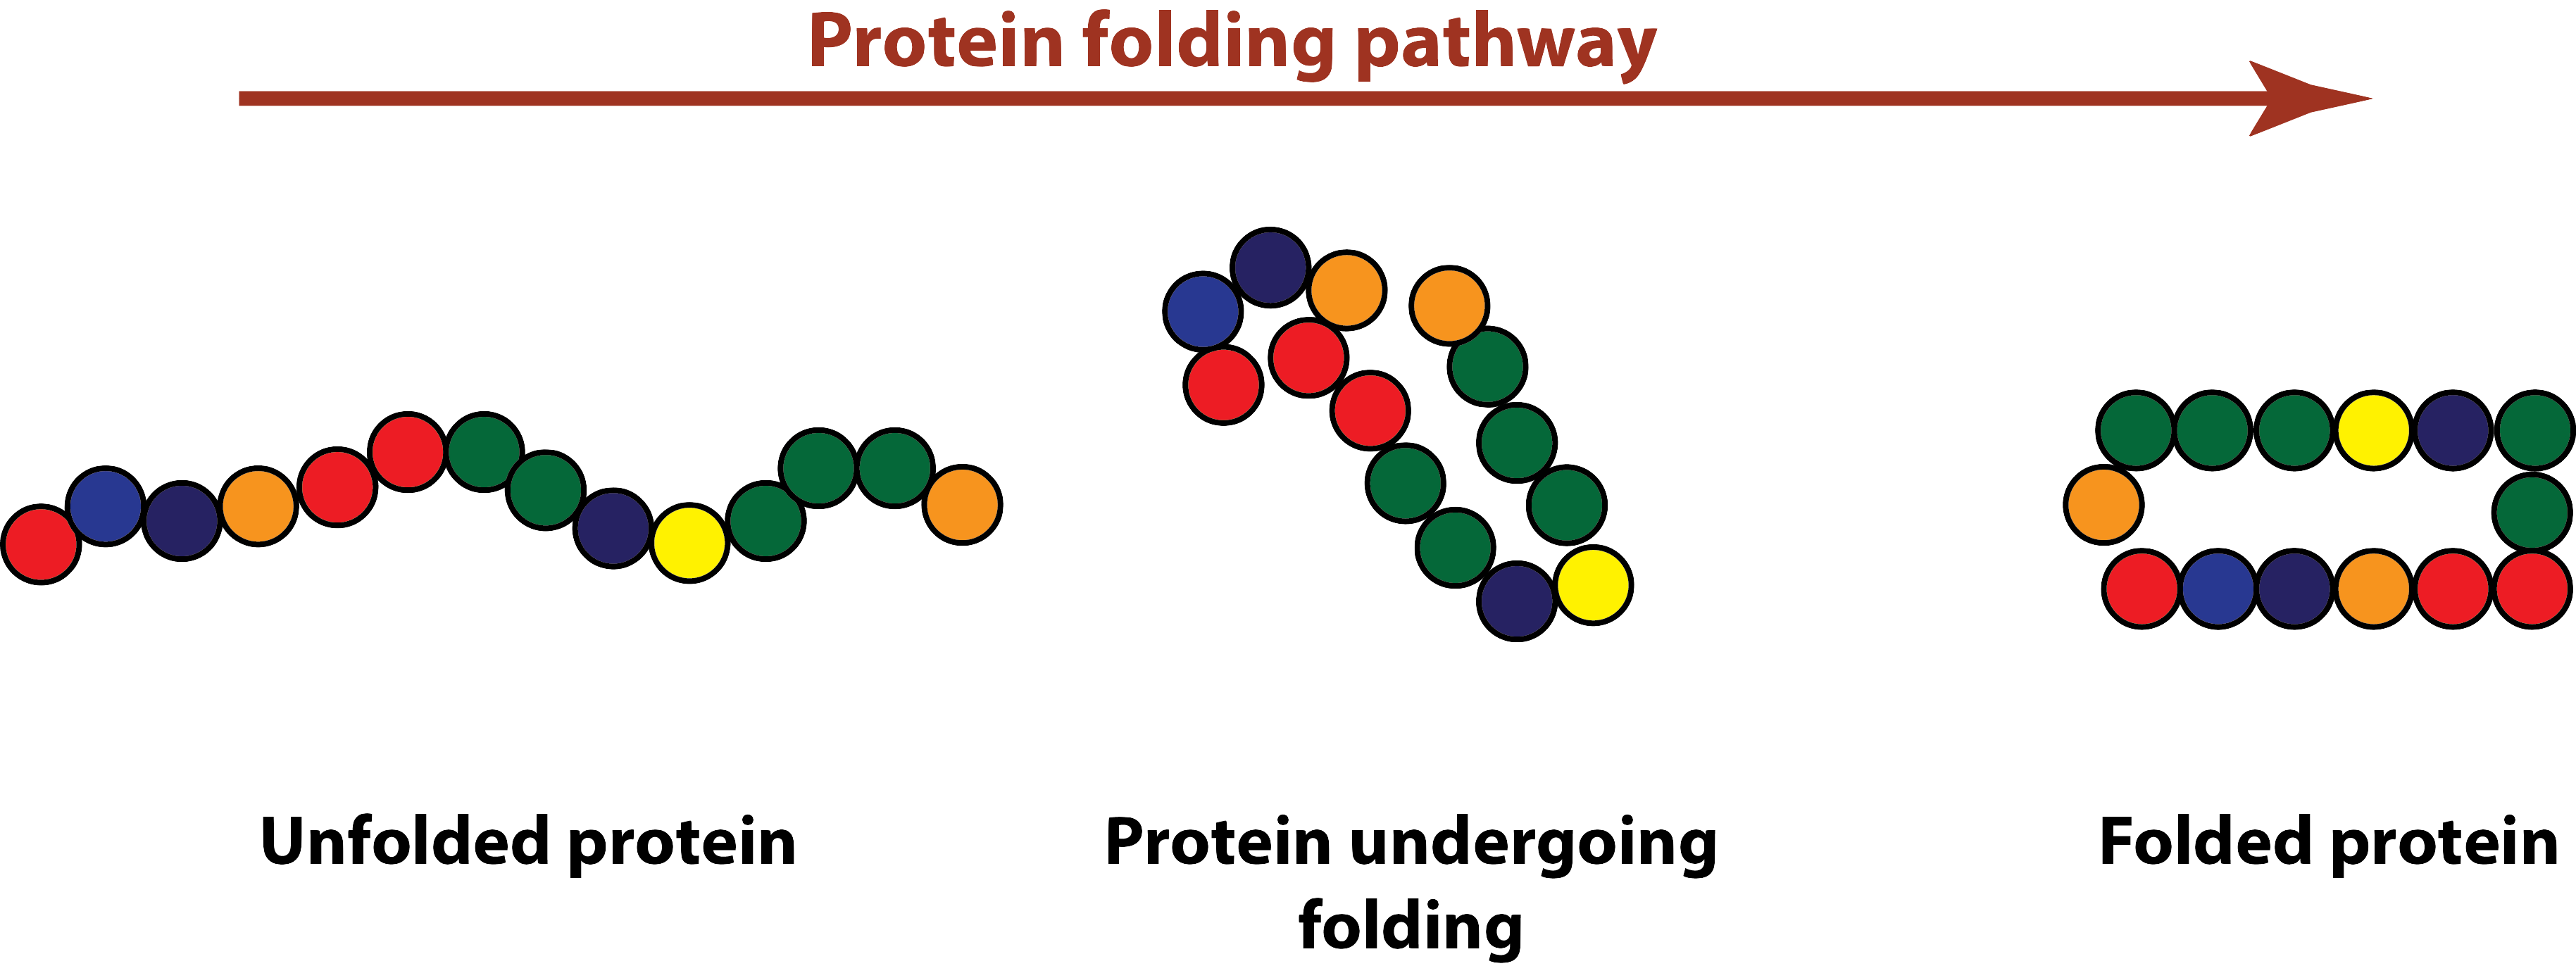 Protein folding pathway
Unfolded protein
Protein undergoing
folding
Folded protein